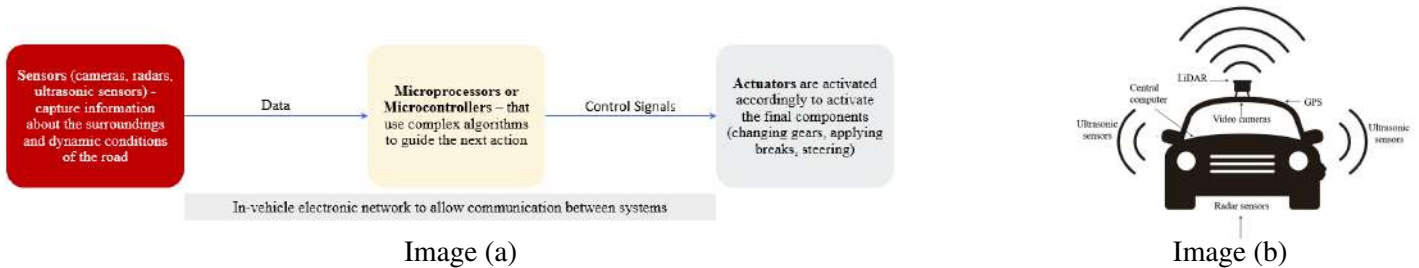 Sensors (cameras, radars,
ultrasonic sensors) -
capture information
about the surroundings
and dynamic conditions
of the road
Data
Microprocessors or
Microcontrollers – that
use complex algorithms
to guide the next action
Control Signals
Actuators are activated
accordingly to activate
the final components
(changing gears, applying
breaks, steering)
In-vehicle electronic network to allow communication between systems
Image (a)
LiDAR
Central
computer
GPS
Video cameras
Ultrasonic
sensors
Ultrasonic
sensors
Radar sensors
Image (b)